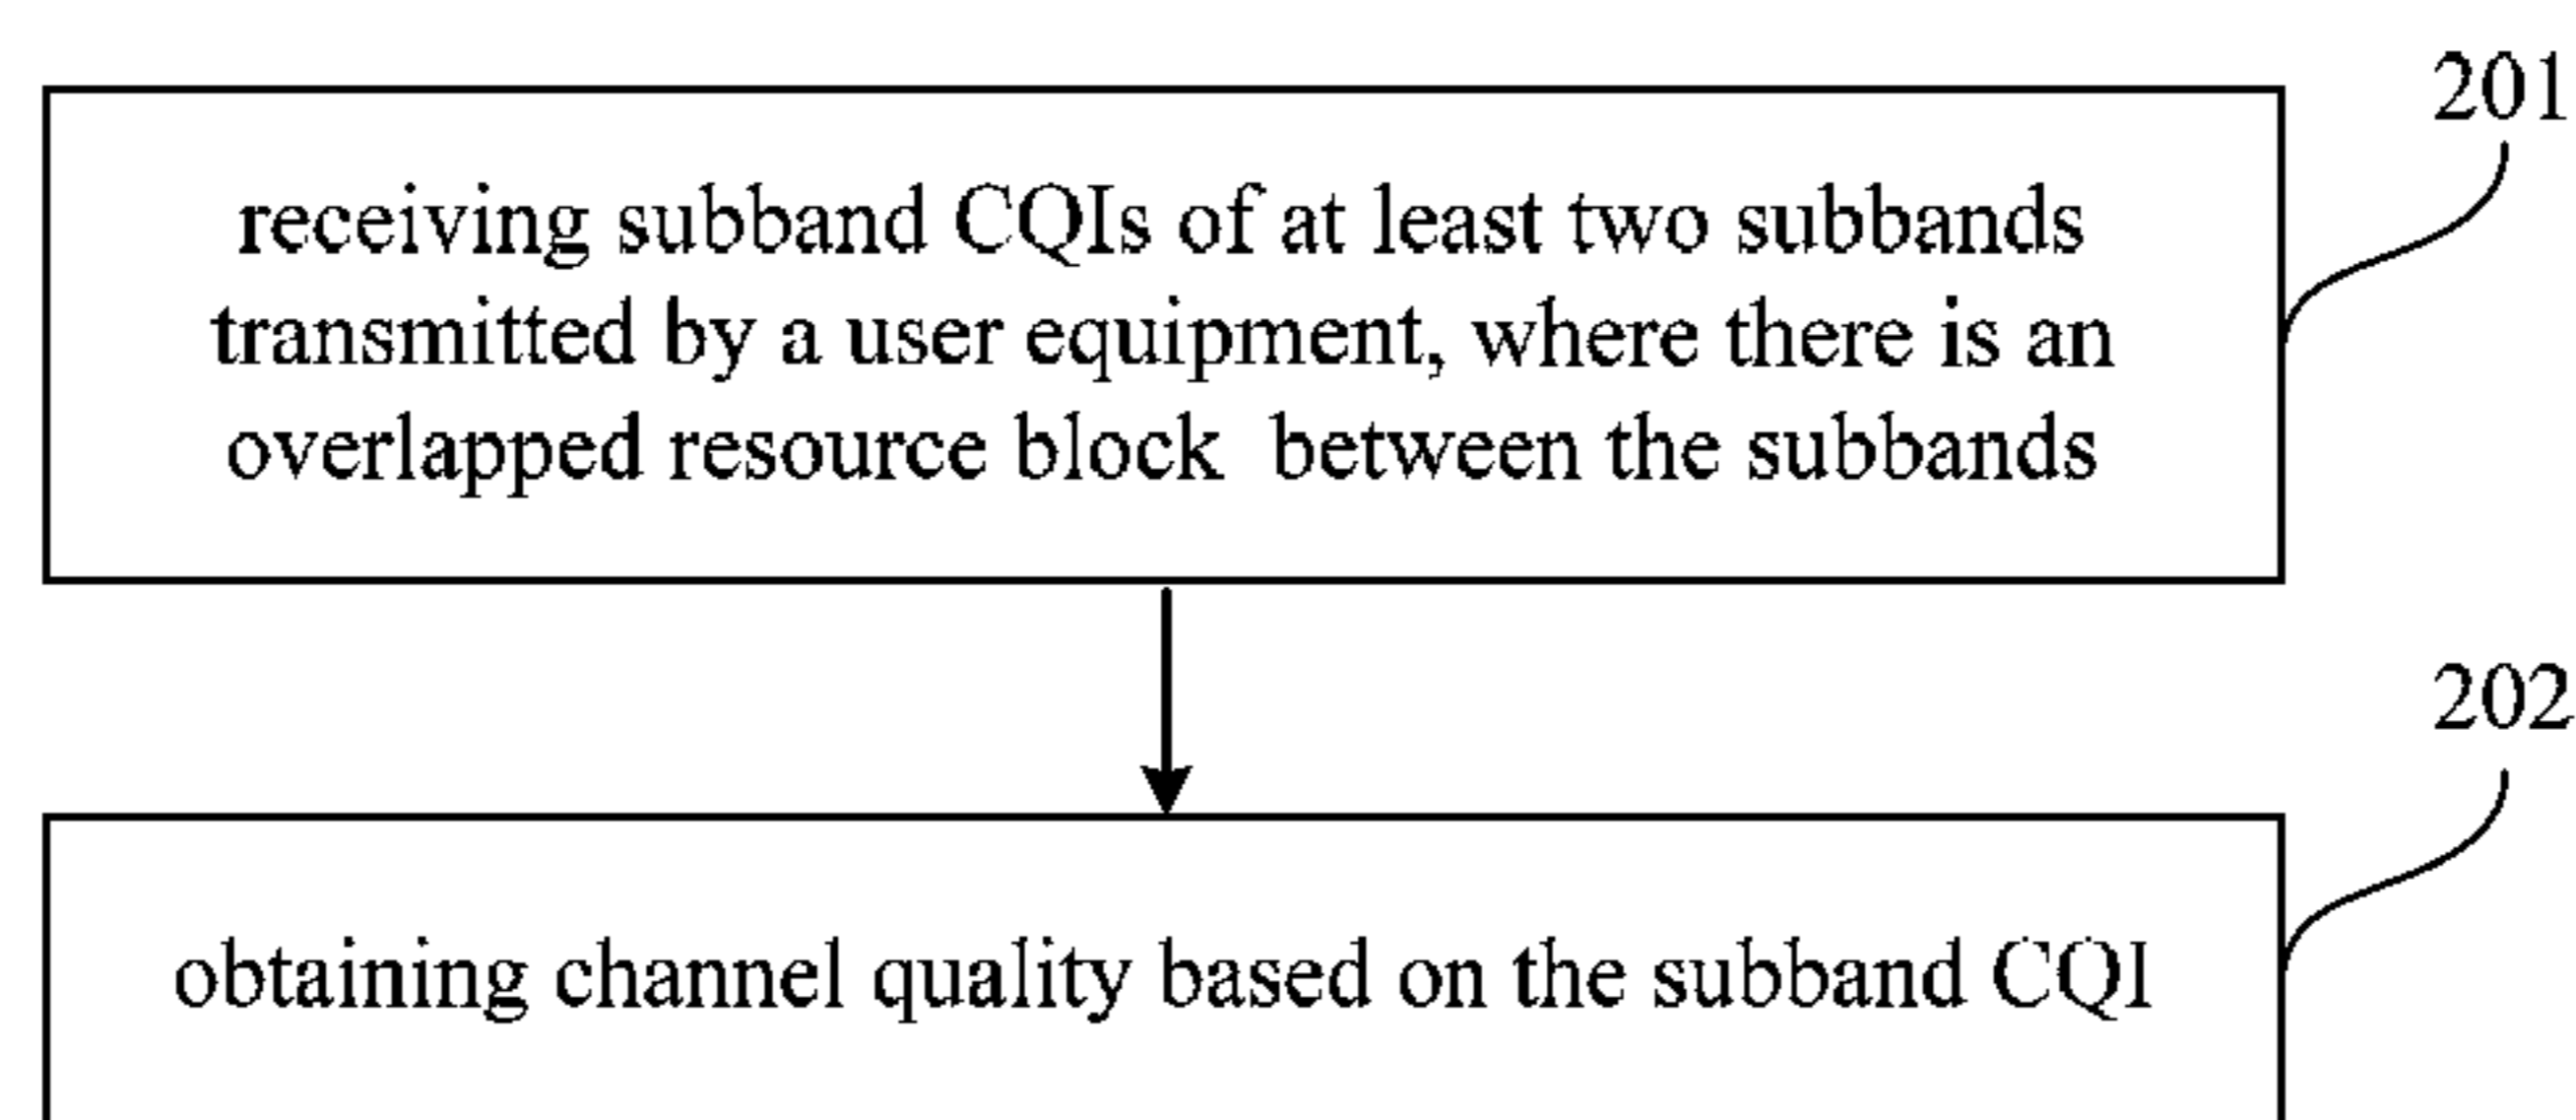 201
receiving subband CQIs of at least two subbands
transmitted by a user equipment, where there is an
overlapped resource block between the subbands
202
obtaining channel quality based on the subband CQI